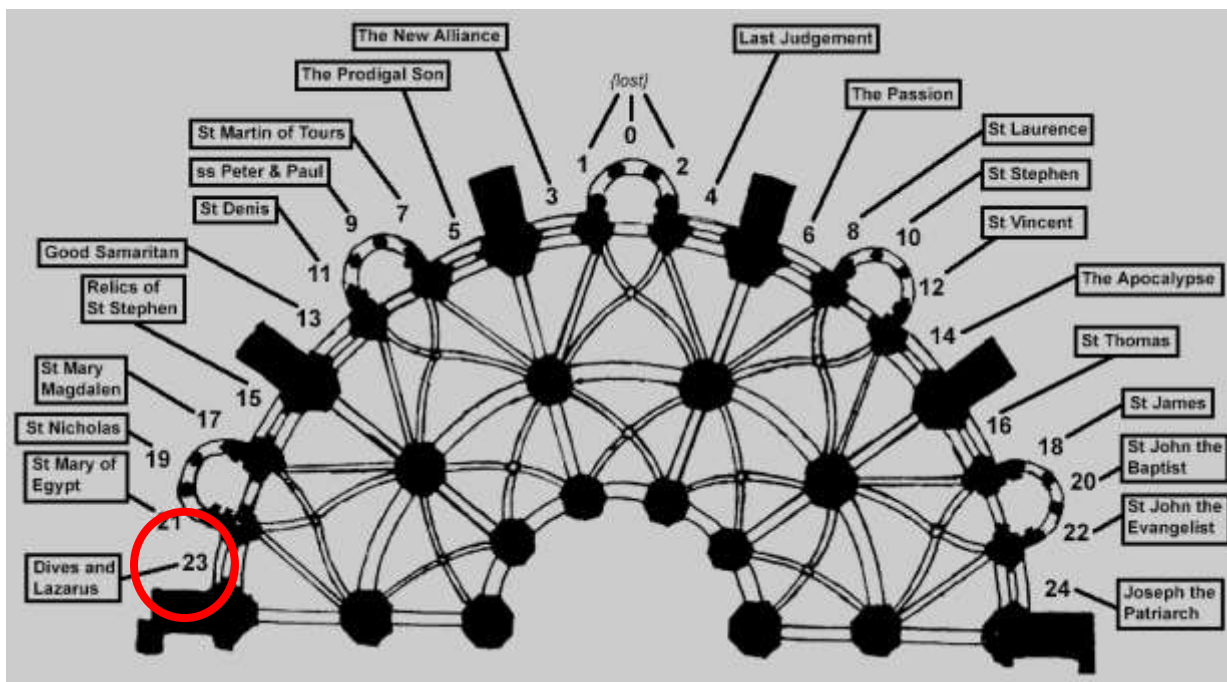 The New Alliance
Last Judgement
The Prodigal Son
(lost)
0
The Passion
St Martin of Tours
1
2
St Laurence
ss Peter & Paul
3
4
St Stephen
St Denis
9
7
5
6
8
10
St Vincent
Good Samaritan
11
12
The Apocalypse
Relics of
St Stephen
13
14
St Thomas
St Mary
Magdalen
17
15
16
18
St James
St Nicholas
19
20
St John the
Baptist
St Mary of
Egypt
21
22
St John the
Evangelist
Dives and
Lazarus
23
24
Joseph the
Patriarch